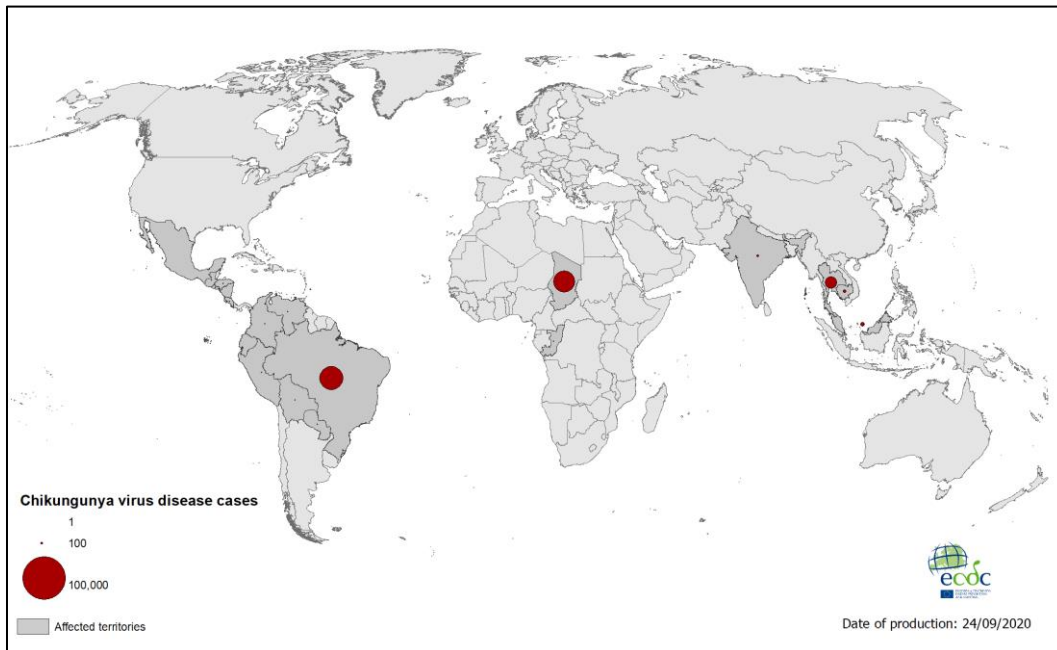 Chikungunya virus disease cases
1
100
100,000
Affected territories
ecdc
Date of production: 24/09/2020